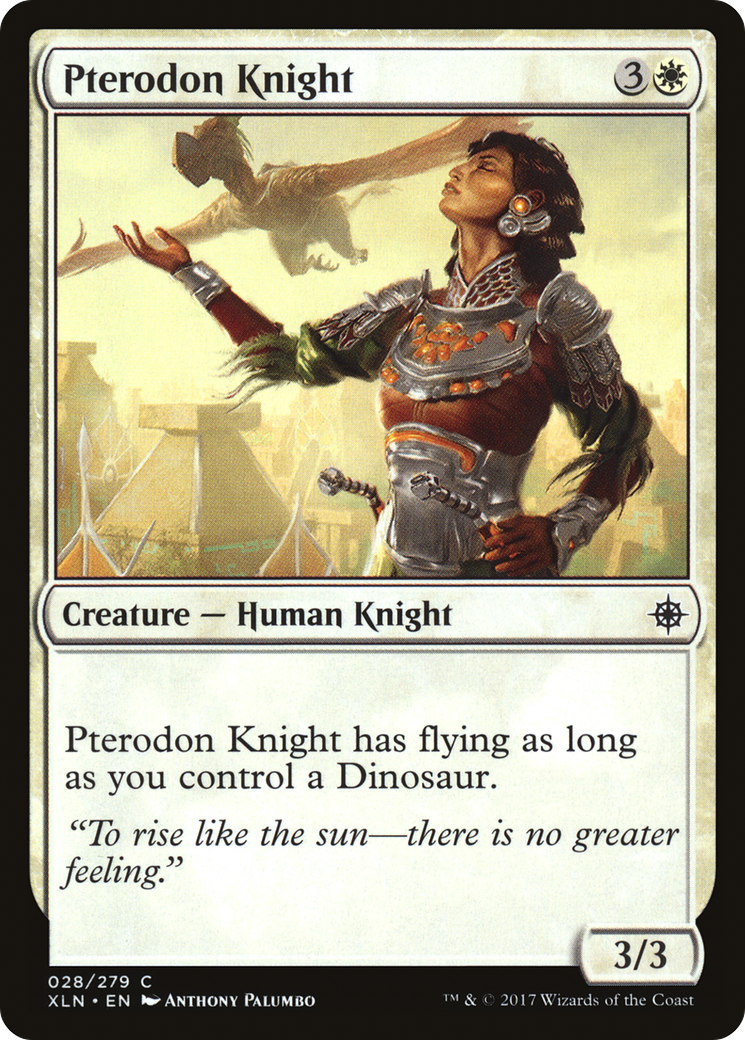 Pterodon Knight 3
Creature — Human Knight
Pterodon Knight has flying as long
as you control a Dinosaur.
“To rise like the sun—there is no greater
feeling.”
3/3
028/279 C
XLN • EN Anthony Palumbo
™ & © 2017 Wizards of the Coast